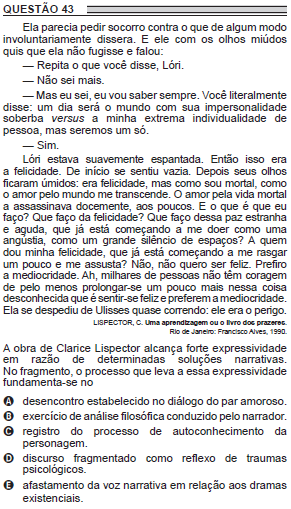 QUESTÃO 43
Ela parecia pedir socorro contra o que de algum modo
involuntariamente dissera. E ele com os olhos miúdos
quis que ela não fugisse e falou:
— Repita o que você disse, Lóri.
— Não sei mais.
— Mas eu sei, eu vou saber sempre. Você literalmente
disse: um dia será o mundo com sua impersonalidade
soberba versus a minha extrema individualidade de
pessoa, mas seremos um só.
— Sim.
Lóri estava suavemente espantada. Então isso era
a felicidade. De início se sentiu vazia. Depois seus olhos
ficaram úmidos: era felicidade, mas como sou mortal, como
o amor pelo mundo me transcende. O amor pela vida mortal
a assassinava docemente, aos poucos. E o que é que eu
faço? Que faço da felicidade? Que faço dessa paz estranha
e aguda, que já está começando a me doer como uma
angústia, como um grande silêncio de espaços? A quem
dou minha felicidade, que já está começando a me rasgar
um pouco e me assusta? Não, não quero ser feliz. Prefiro
a mediocridade. Ah, milhares de pessoas não têm coragem
de pelo menos prolongar-se um pouco mais nessa coisa
desconhecida que é sentir-se feliz e preferem a mediocridade.
Ela se despediu de Ulisses quase correndo: ele era o perigo.
LISPECTOR, C. Uma aprendizagem ou o livro dos prazeres.
Rio de Janeiro: Francisco Alves, 1990.
A obra de Clarice Lispector alcança forte expressividade
em razão de determinadas soluções narrativas.
No fragmento, o processo que leva a essa expressividade
fundamenta-se no
A desencontro estabelecido no diálogo do par amoroso.
B exercício de análise filosófica conduzido pelo narrador.
C registro do processo de autoconhecimento da
personagem.
D discurso fragmentado como reflexo de traumas
psicológicos.
E afastamento da voz narrativa em relação aos dramas
existenciais.